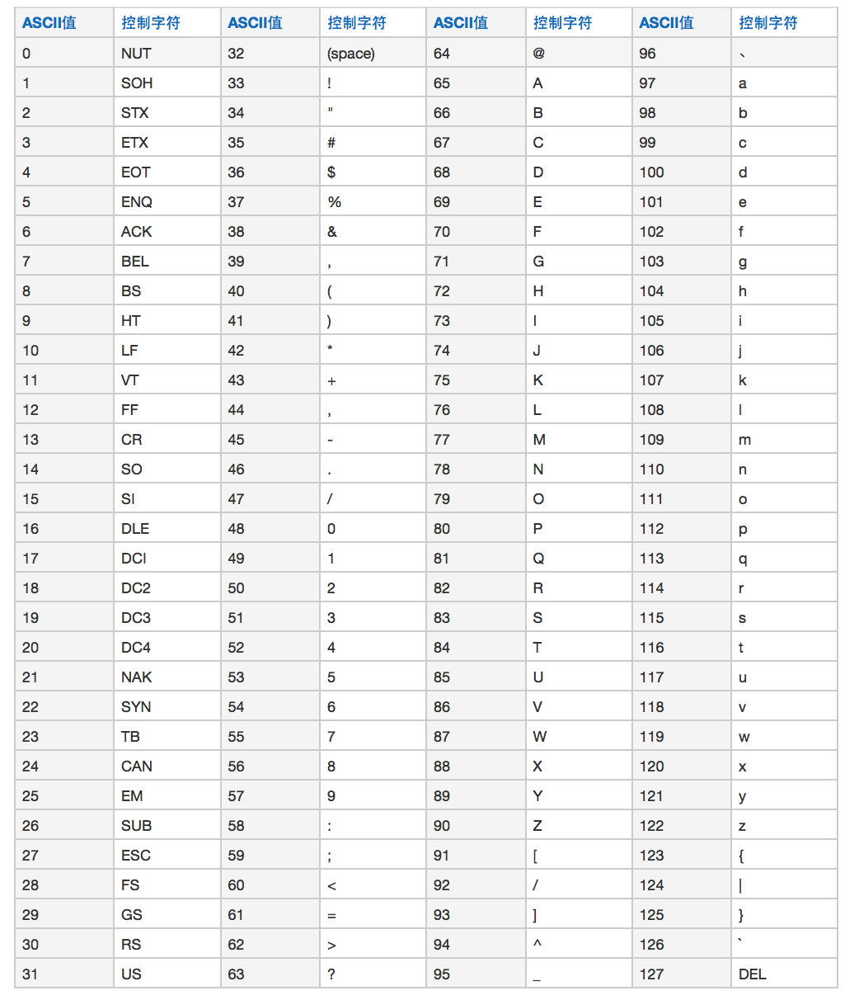 ASCII值 控制字符 ASCII值 控制字符 ASCII值 控制字符 ASCII值 控制字符
0 NUT 32 (space) 64 @ 96 、
1 SOH 33 ! 65 A 97 a
2 STX 34 " 66 B 98 b
3 ETX 35 # 67 C 99 c
4 EOT 36 $ 68 D 100 d
5 ENQ 37 % 69 E 101 e
6 ACK 38 & 70 F 102 f
7 BEL 39 , 71 G 103 g
8 BS 40 ( 72 H 104 h
9 HT 41 ) 73 I 105 i
10 LF 42 * 74 J 106 j
11 VT 43 + 75 K 107 k
12 FF 44 , 76 L 108 l
13 CR 45 - 77 M 109 m
14 SO 46 . 78 N 110 n
15 SI 47 / 79 O 111 o
16 DLE 48 0 80 P 112 p
17 DCI 49 1 81 Q 113 q
18 DC2 50 2 82 R 114 r
19 DC3 51 3 83 S 115 s
20 DC4 52 4 84 T 116 t
21 NAK 53 5 85 U 117 u
22 SYN 54 6 86 V 118 v
23 TB 55 7 87 W 119 w
24 CAN 56 8 88 X 120 x
25 EM 57 9 89 Y 121 y
26 SUB 58 : 90 Z 122 z
27 ESC 59 ; 91 [ 123 {
28 FS 60 < 92 / 124 |
29 GS 61 = 93 ] 125 }
30 RS 62 > 94 ^ 126 `
31 US 63 ? 95 _ 127 DEL